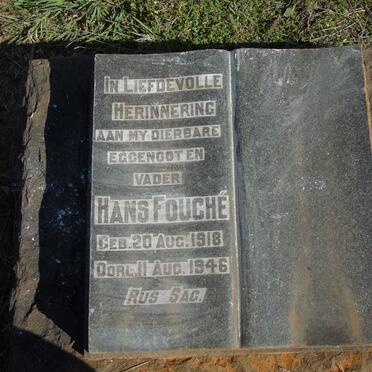 IN LIEFDEVOLLE
HERINNERING
AAN MY DIERBARE
EGGENOOT EN
VADER
HANS FOUCHÉ
GEB. 20 AUG. 1918
OORL. 11 AUG. 1946
RUS SAG.